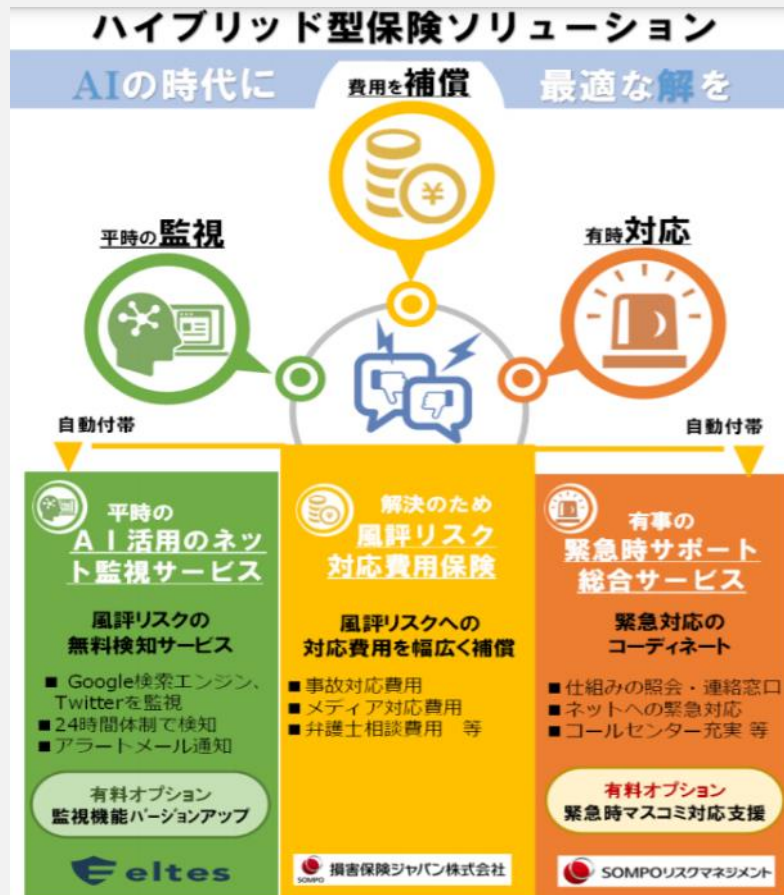 ハイブリッド型保険ソリューション
AIの時代に
費用を補償
最適な解を
平時の監視
有時対応
¥
自動付帯
自動付帯
平時の
AI活用のネッ
ト監視サービス
風評リスクの
無料検知サービス
■ Google検索エンジン、
Twitterを監視
■24時間体制で検知
■アラートメール通知
有料オプション
監視機能バージョンアップ
eltes
解決のため
風評リスク
対応費用保険
風評リスクへの
対応費用を幅広く補償
■事故対応費用
■メディア対応費用
■弁護士相談費用 等
SOMPO
損害保険ジャパン株式会社
有事の
緊急時サポート
総合サービス
緊急対応の
コーディネート
■仕組みの照会・連絡窓口
■ネットへの緊急対応
■コールセンター充実 等
有料オプション
緊急時マスコミ対応支援
SOMPOリスクマネジメント